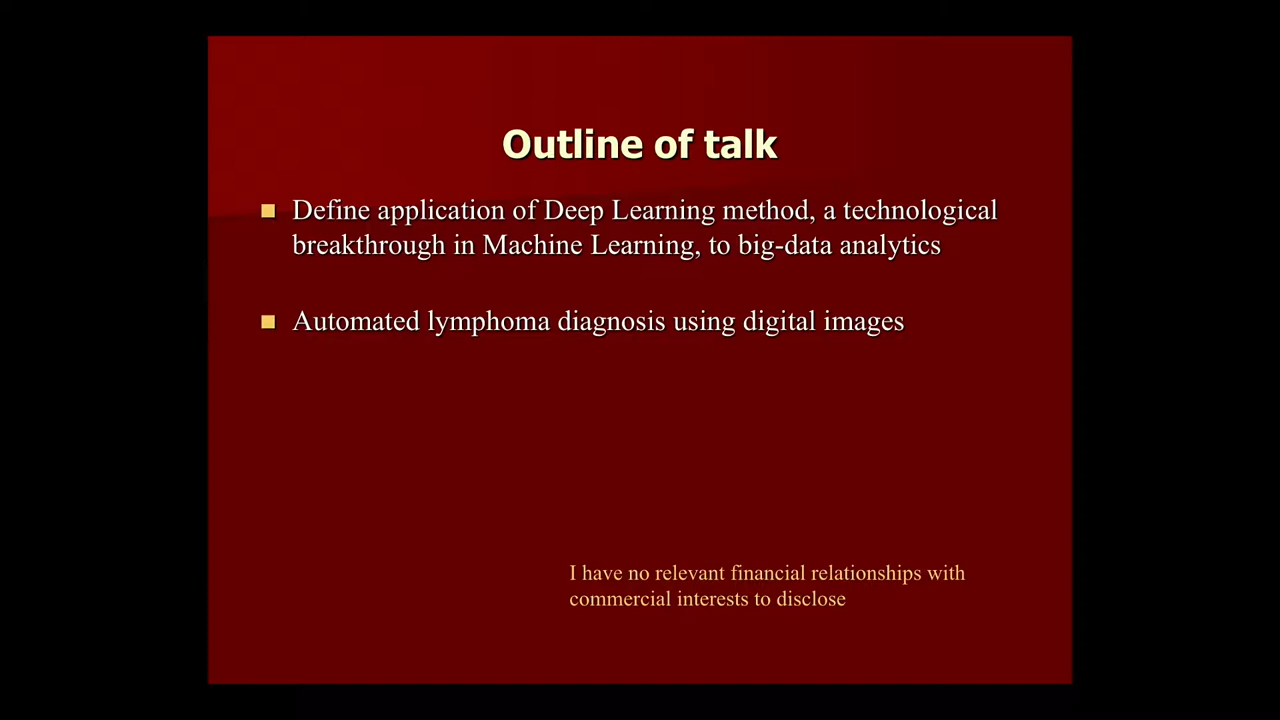 Outline of talk
Define application of Deep Learning method, a technological
breakthrough in Machine Learning, to big-data analytics
Automated lymphoma diagnosis using digital images
I have no relevant financial relationships with
commercial interests to disclose